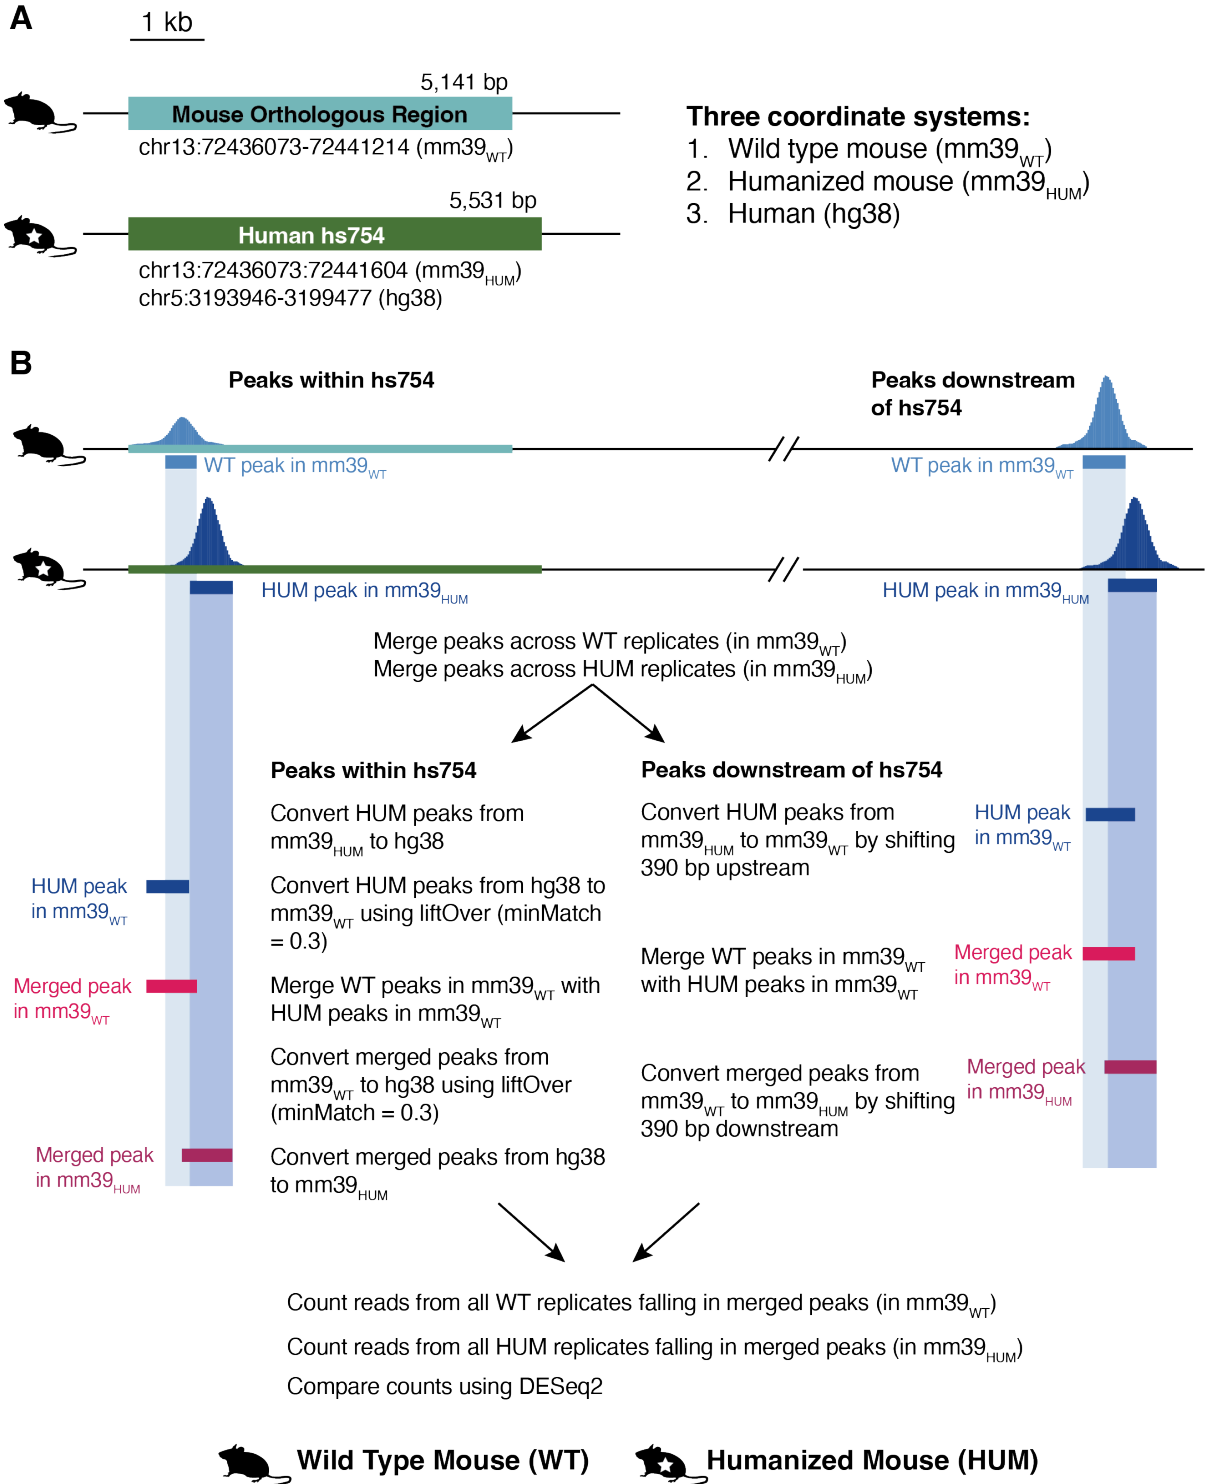 A
1 kb
5,141 bp
Mouse Orthologous Region
chr13:72436073-72441214 (mm39WT)
5,531 bp
Human hs754
chr13:72436073:72441604 (mm39HUM)
chr5:3193946-3199477 (hg38)
Three coordinate systems:
1. Wild type mouse (mm39WT)
2. Humanized mouse (mm39HUM)
3. Human (hg38)
B
Peaks within hs754
Peaks downstream
of hs754
WT peak in mm39WT
WT peak in mm39WT
HUM peak in mm39HUM
HUM peak in mm39HUM
Merge peaks across WT replicates (in mm39WT)
Merge peaks across HUM replicates (in mm39HUM)
Peaks within hs754
Convert HUM peaks from
mm39HUM to hg38
Convert HUM peaks from hg38 to
mm39WT using liftOver (minMatch
= 0.3)
Merge WT peaks in mm39WT with
HUM peaks in mm39WT
Convert merged peaks from
mm39WT to hg38 using liftOver
(minMatch = 0.3)
Convert merged peaks from hg38
to mm39HUM
HUM peak
in mm39WT
Merged peak
in mm39WT
Merged peak
in mm39HUM
Peaks downstream of hs754
Convert HUM peaks from
mm39HUM to mm39WT by shifting
390 bp upstream
Merge WT peaks in mm39WT
with HUM peaks in mm39WT
Convert merged peaks from
mm39WT to mm39HUM by shifting
390 bp downstream
HUM peak
in mm39WT
Merged peak
in mm39WT
Merged peak
in mm39HUM
Count reads from all WT replicates falling in merged peaks (in mm39WT)
Count reads from all HUM replicates falling in merged peaks (in mm39HUM)
Compare counts using DESeq2
Wild Type Mouse (WT)
Humanized Mouse (HUM)